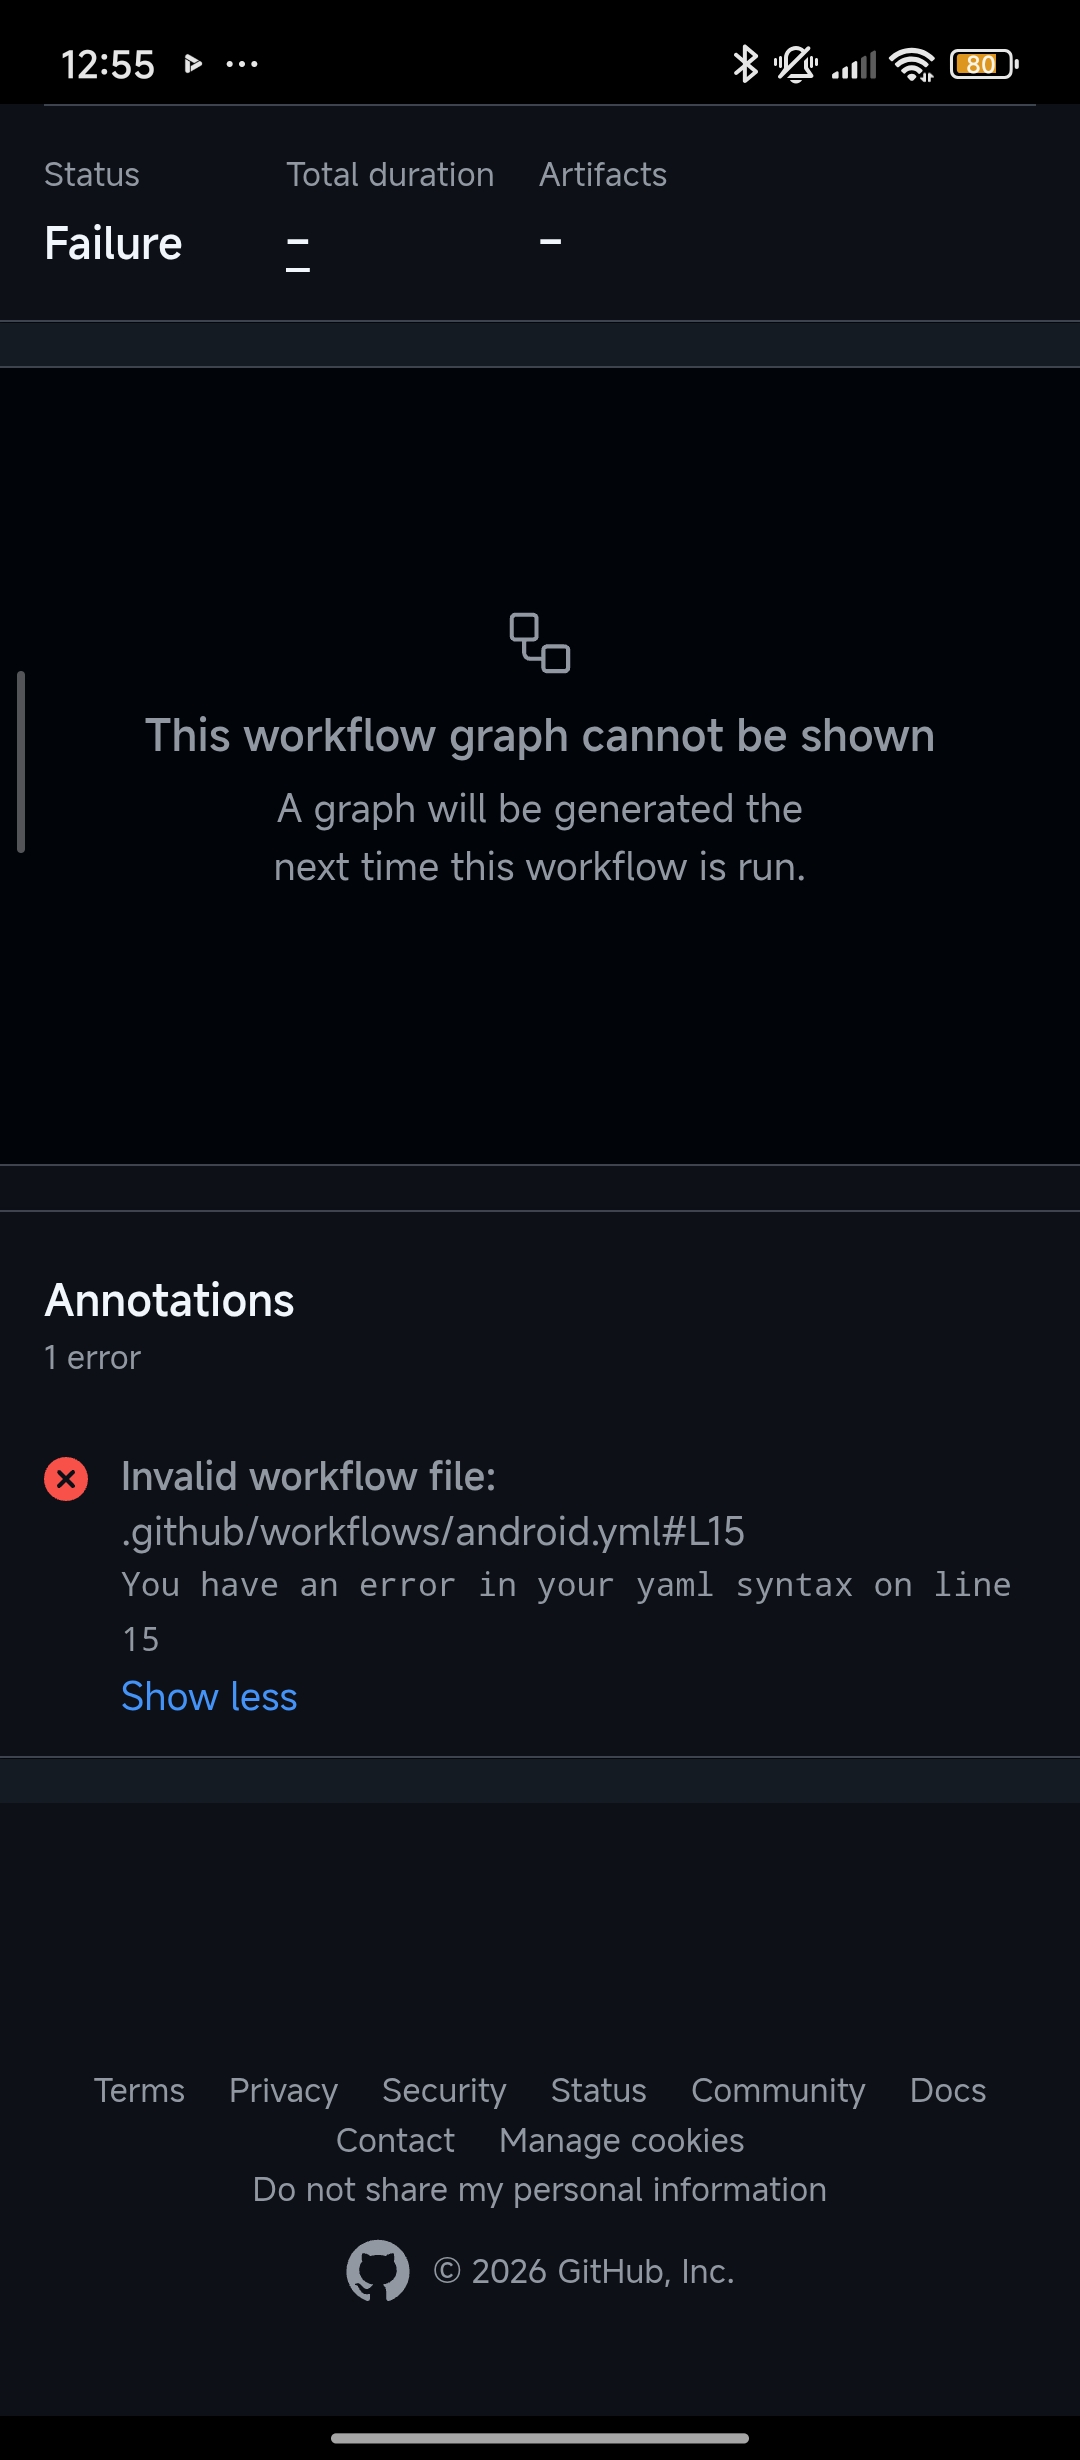 12:55
80
Status Total duration Artifacts
Failure – –
This workflow graph cannot be shown
A graph will be generated the
next time this workflow is run.
Annotations
1 error
Invalid workflow file:
.github/workflows/android.yml#L15
You have an error in your yaml syntax on line
15
Show less
Terms Privacy Security Status Community Docs
Contact Manage cookies
Do not share my personal information
© 2026 GitHub, Inc.